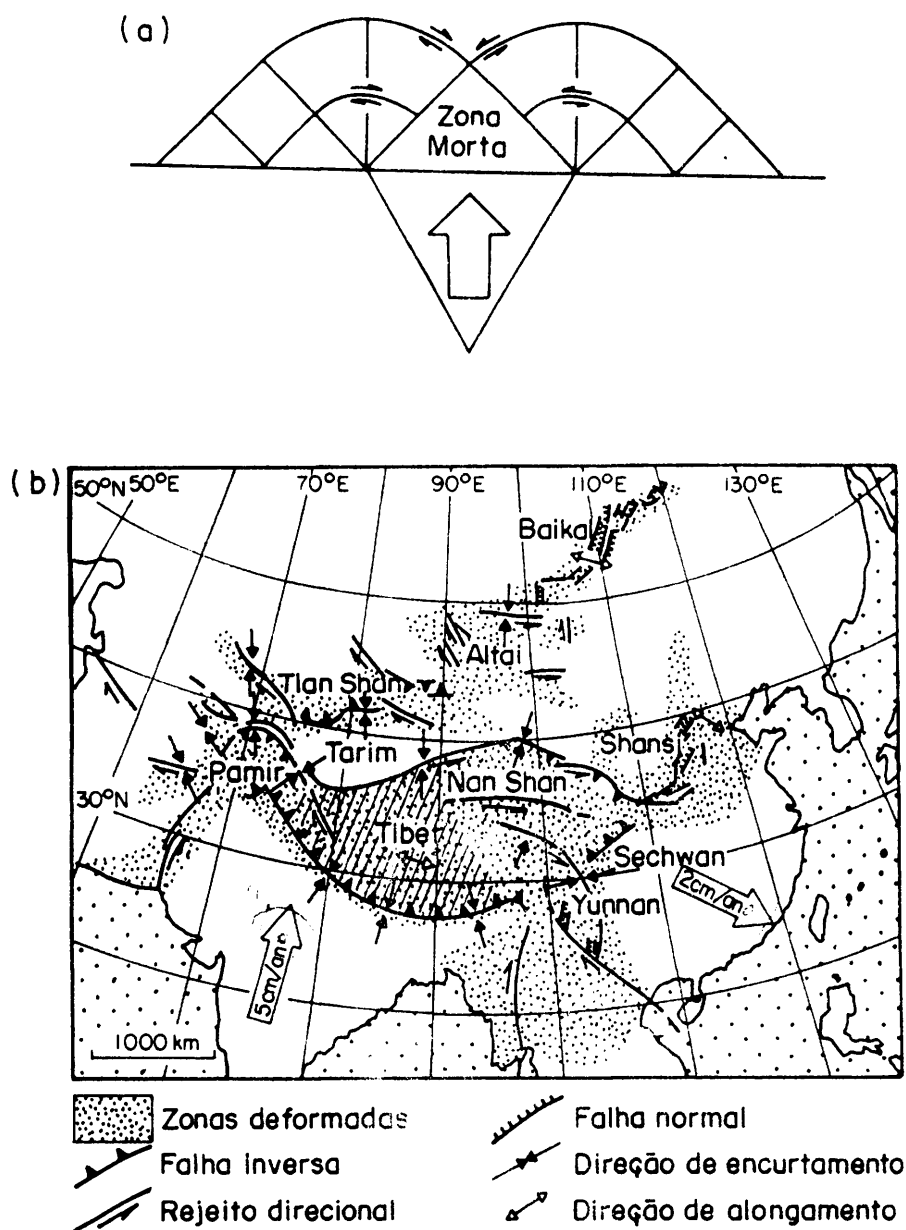 (a)
Zona
Morta
(b)
50°N 50°E 70°E 90°E 110°E 130°E
Baikal
Altai
Tlan Shan
Shansi
Tarim
Pamir
Nan Shan
30°N
Tibet
Sechwan
2cm/ano
Yunnan
5cm/ano
1000 km
Zonas deformadas
Falha normal
Falha inversa
Direção de encurtamento
Rejeito direcional
Direção de alongamento